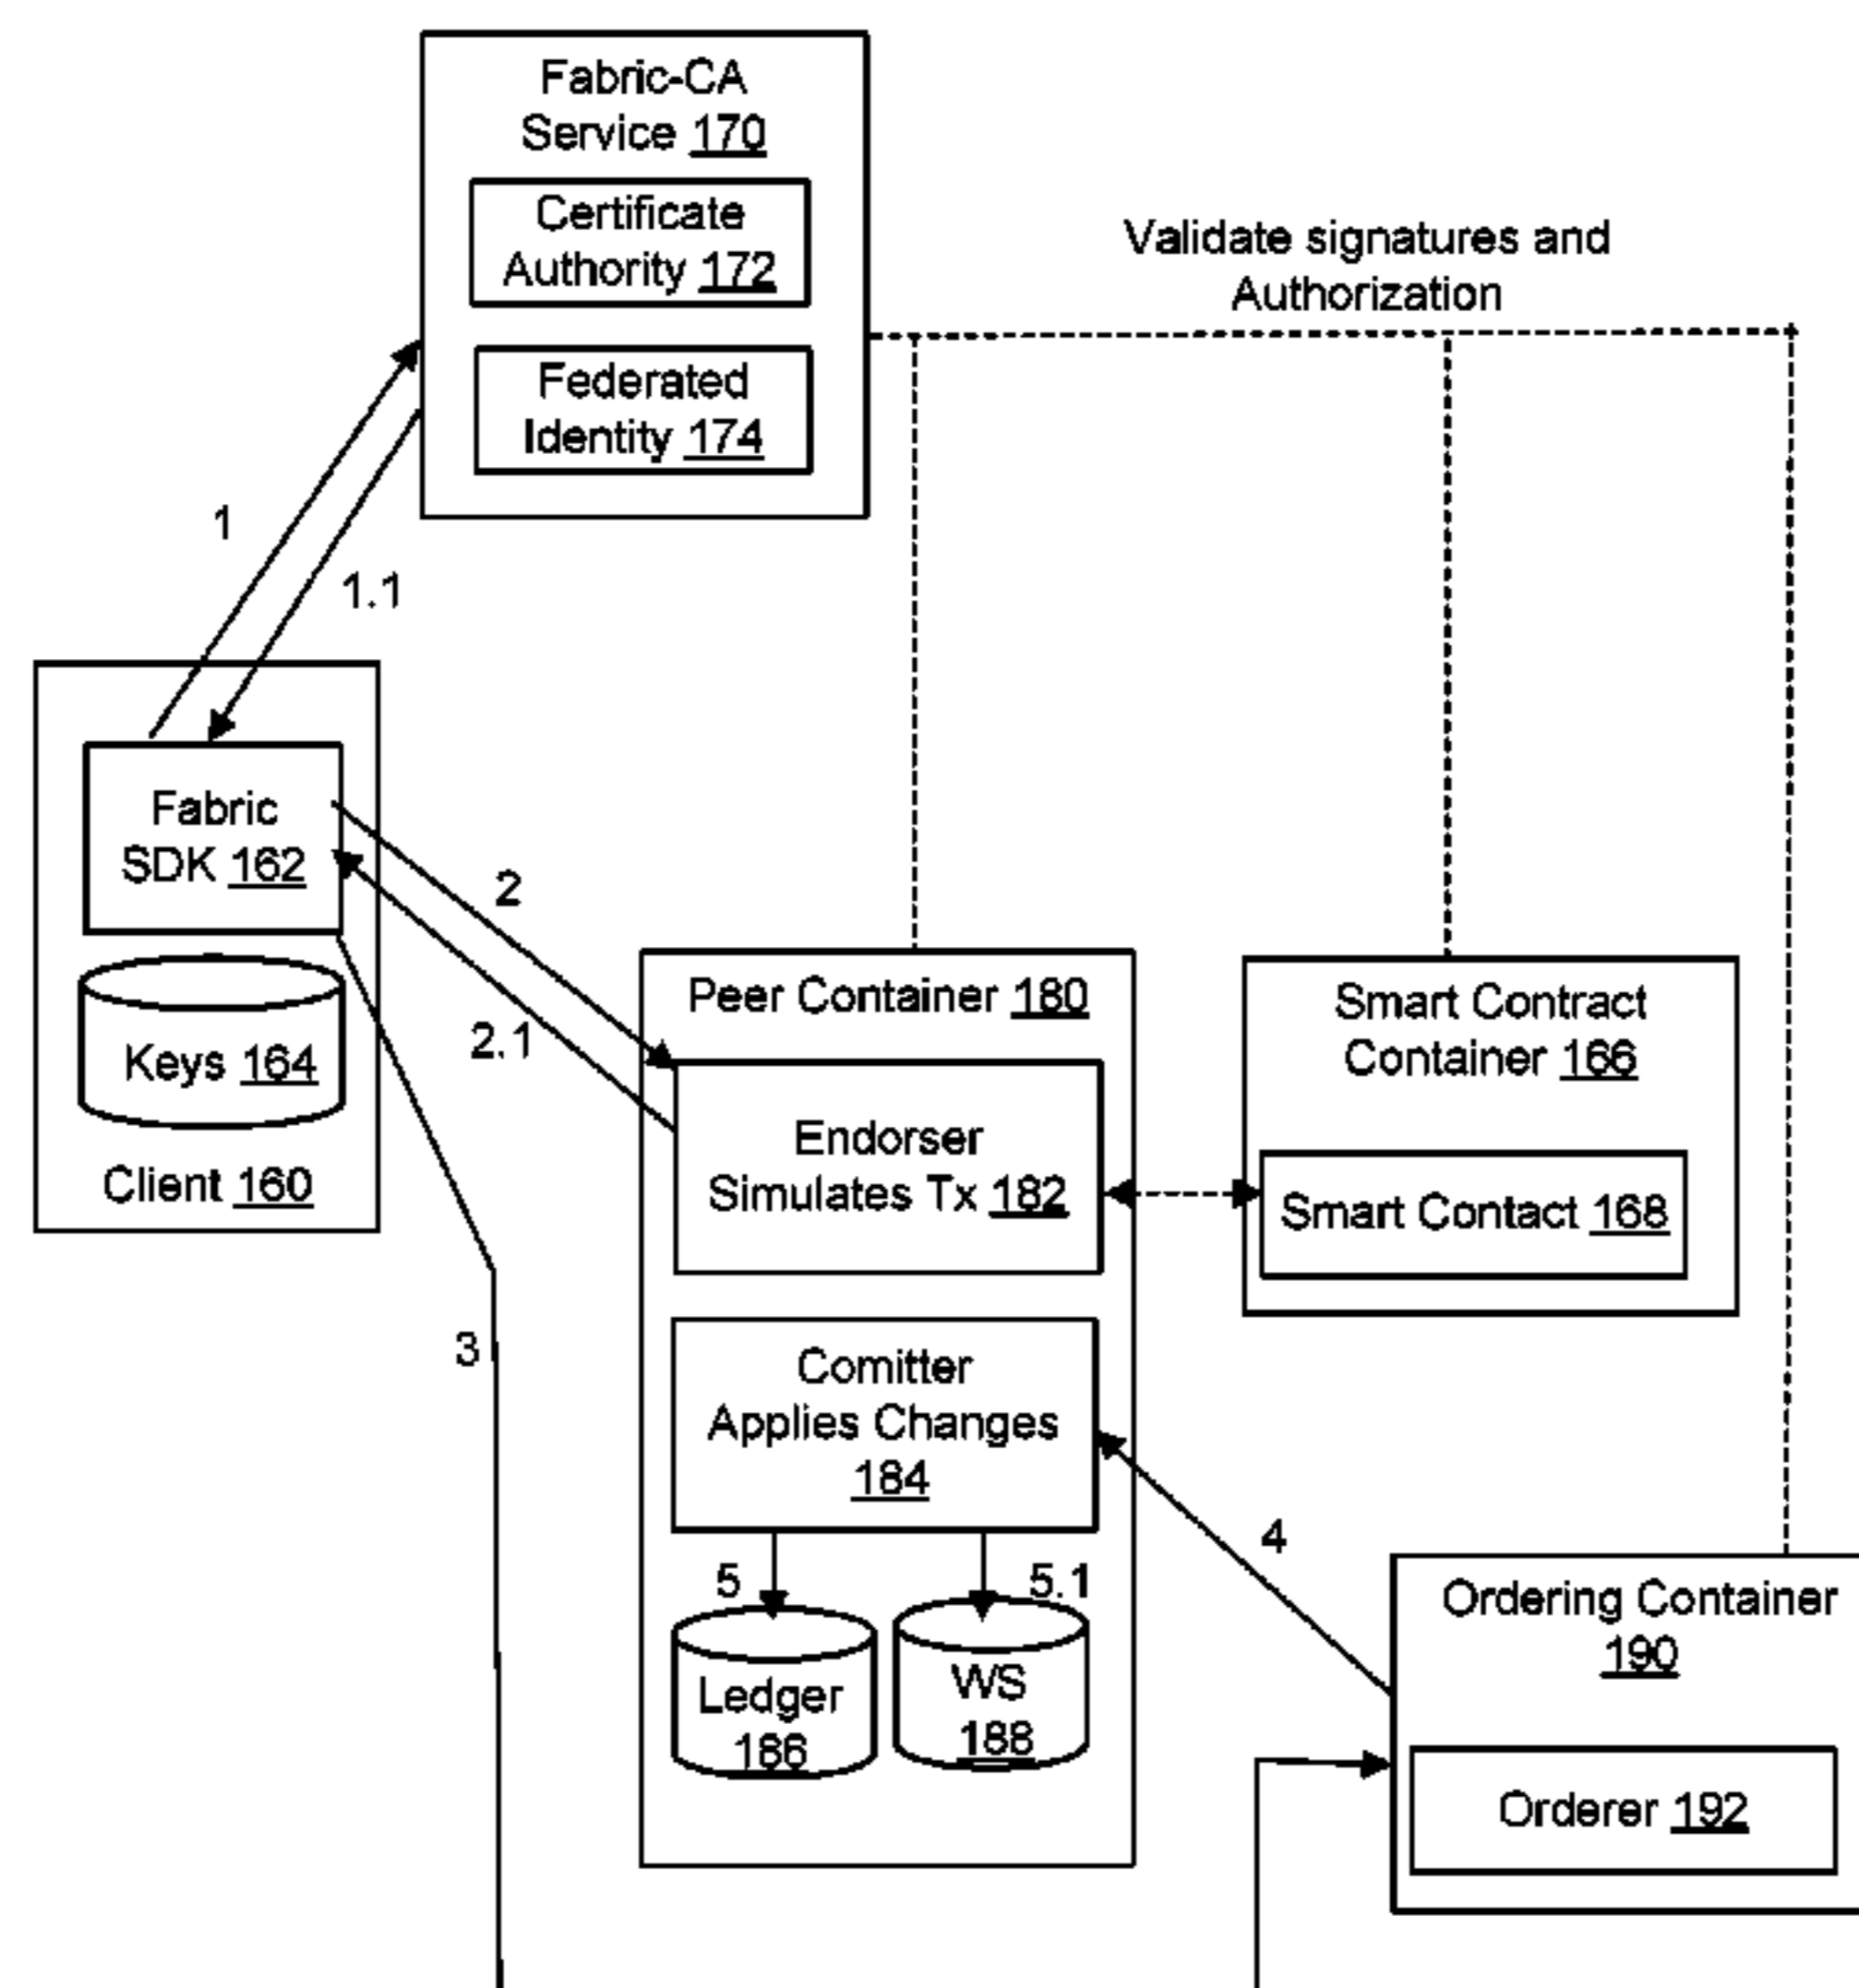 Fabric-CA
Service 170
Certificate
Authority 172
Federated
Identity 174
Validate signatures and
Authorization
1
1.1
Fabric
SDK 162
Keys 164
Client 160
2
2.1
3
Peer Container 180
Endorser
Simulates Tx 182
Comitter
Applies Changes
184
5
5.1
Ledger
186
WS
188
Smart Contract
Container 166
Smart Contact 168
4
Ordering Container
190
Orderer 192